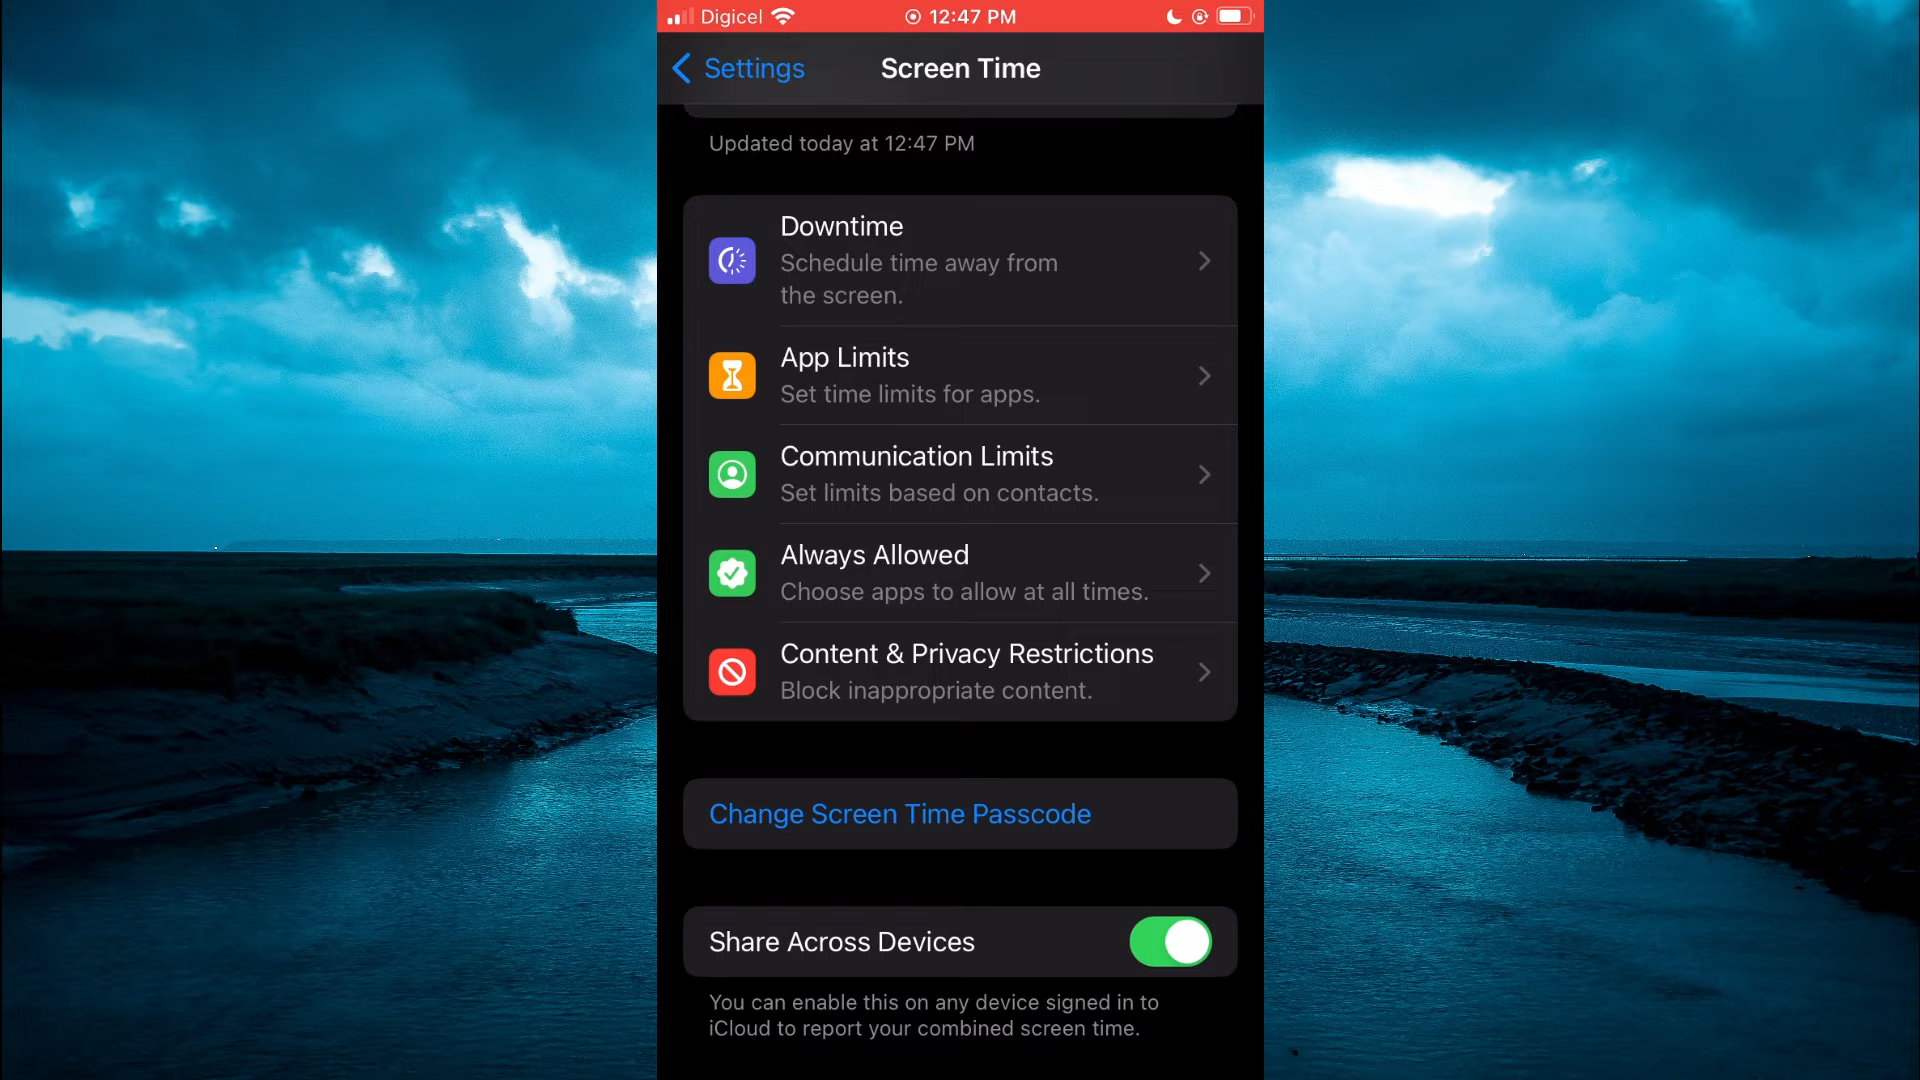 Digicel 12:47 PM
Settings Screen Time
Updated today at 12:47 PM
Downtime
Schedule time away from
the screen.
App Limits
Set time limits for apps.
Communication Limits
Set limits based on contacts.
Always Allowed
Choose apps to allow at all times.
Content & Privacy Restrictions
Block inappropriate content.
Change Screen Time Passcode
Share Across Devices
You can enable this on any device signed in to
iCloud to report your combined screen time.